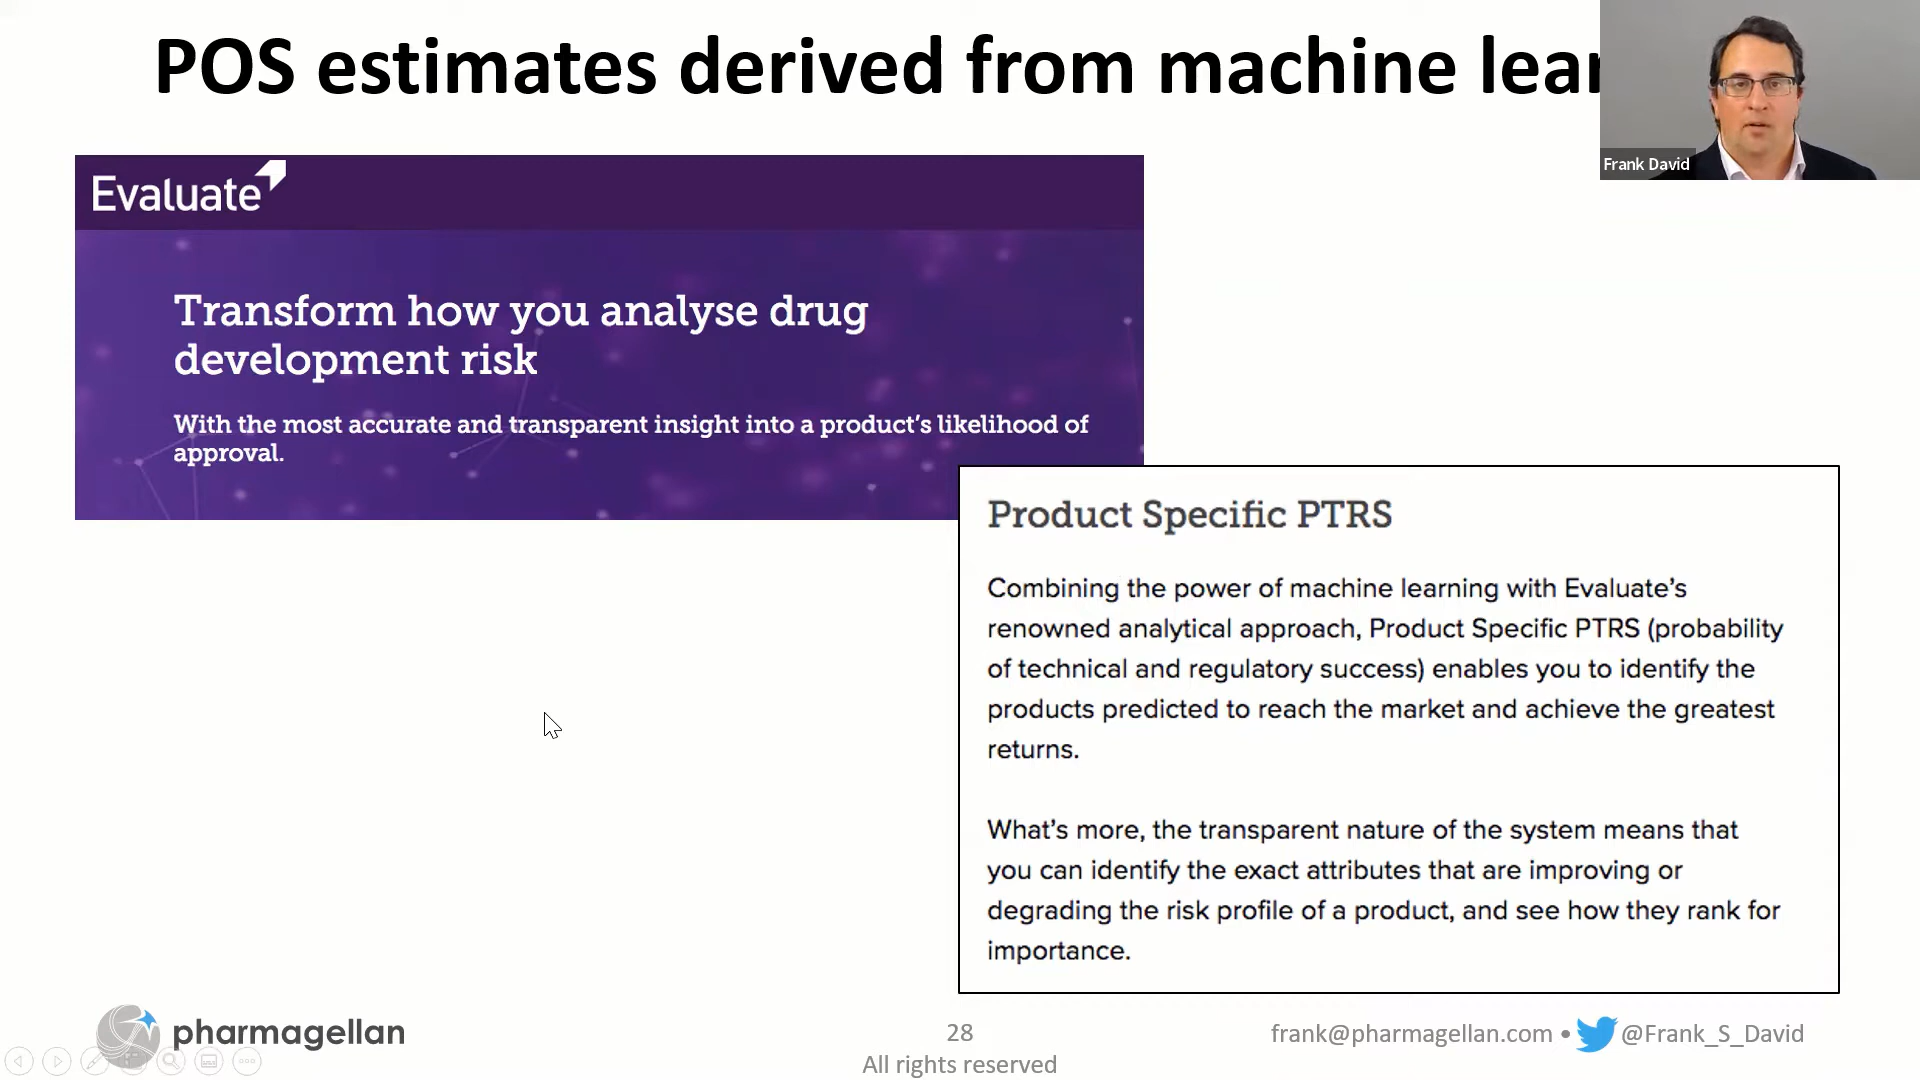 POS estimates derived from machine lear
Frank David
Evaluate
Transform how you analyse drug
development risk
With the most accurate and transparent insight into a product's likelihood of
approval.
Product Specific PTRS
Combining the power of machine learning with Evaluate's
renowned analytical approach, Product Specific PTRS (probability
of technical and regulatory success) enables you to identify the
products predicted to reach the market and achieve the greatest
returns.
What's more, the transparent nature of the system means that
you can identify the exact attributes that are improving or
degrading the risk profile of a product, and see how they rank for
importance.
pharmagellan
28
All rights reserved
frank@pharmagellan.com • @Frank_S_David